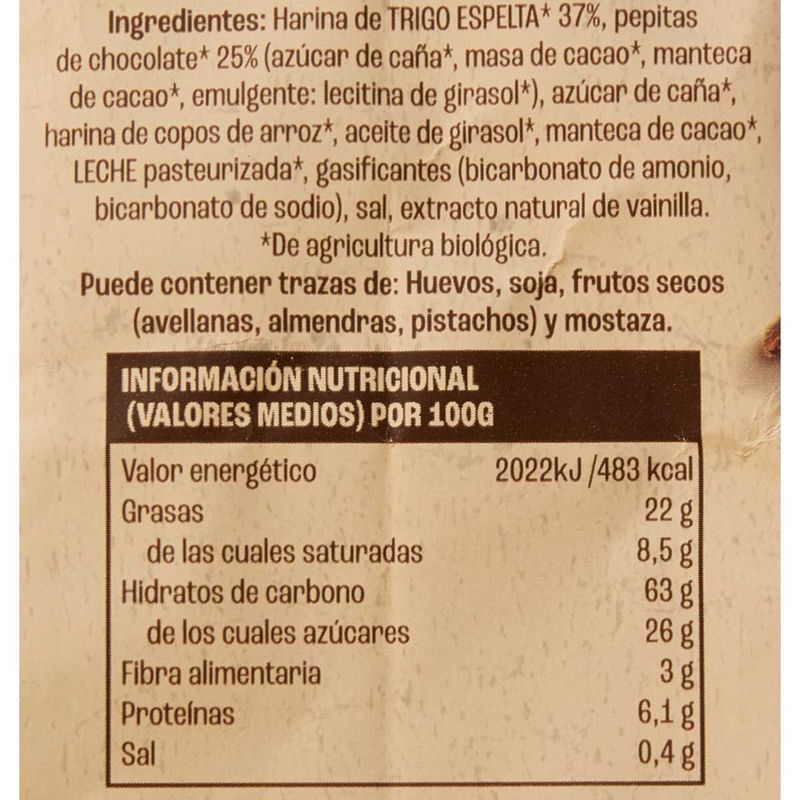 Ingredientes: Harina de TRIGO ESPELTA* 37%, pepitas
de chocolate* 25% (azúcar de caña*, masa de cacao*, manteca
de cacao*, emulgente: lecitina de girasol*), azúcar de caña*,
harina de copos de arroz*, aceite de girasol*, manteca de cacao*,
LECHE pasteurizada*, gasificantes (bicarbonato de amonio,
bicarbonato de sodio), sal, extracto natural de vainilla.
*De agricultura biológica.
Puede contener trazas de: Huevos, soja, frutos secos
(avellanas, almendras, pistachos) y mostaza.
INFORMACIÓN NUTRICIONAL
(VALORES MEDIOS) POR 100G
Valor energético 2022kJ /483 kcal
Grasas 22 g
de las cuales saturadas 8,5 g
Hidratos de carbono 63 g
de los cuales azúcares 26 g
Fibra alimentaria 3 g
Proteínas 6,1 g
Sal 0,4 g